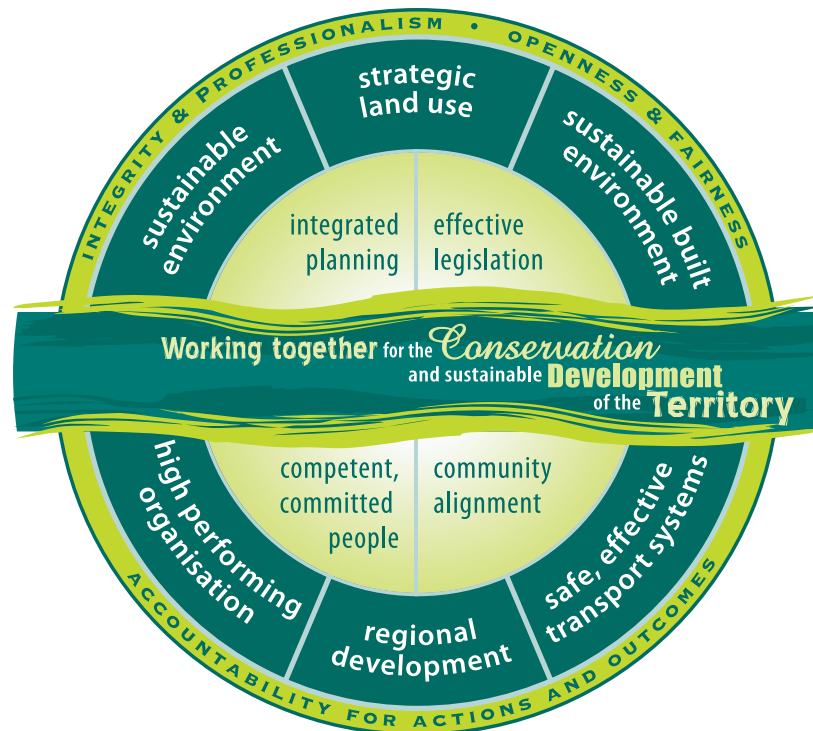 INTEGRITY & PROFESSIONALISM • OPENNESS & FAIRNESS
strategic
land use
sustainable
environment
sustainable built
environment
integrated
planning
effective
legislation
Working together for the Conservation
and sustainable Development
of the Territory
high performing
organisation
competent,
committed
people
community
alignment
safe, effective
transport systems
regional
development
ACCOUNTABILITY FOR ACTIONS AND OUTCOMES